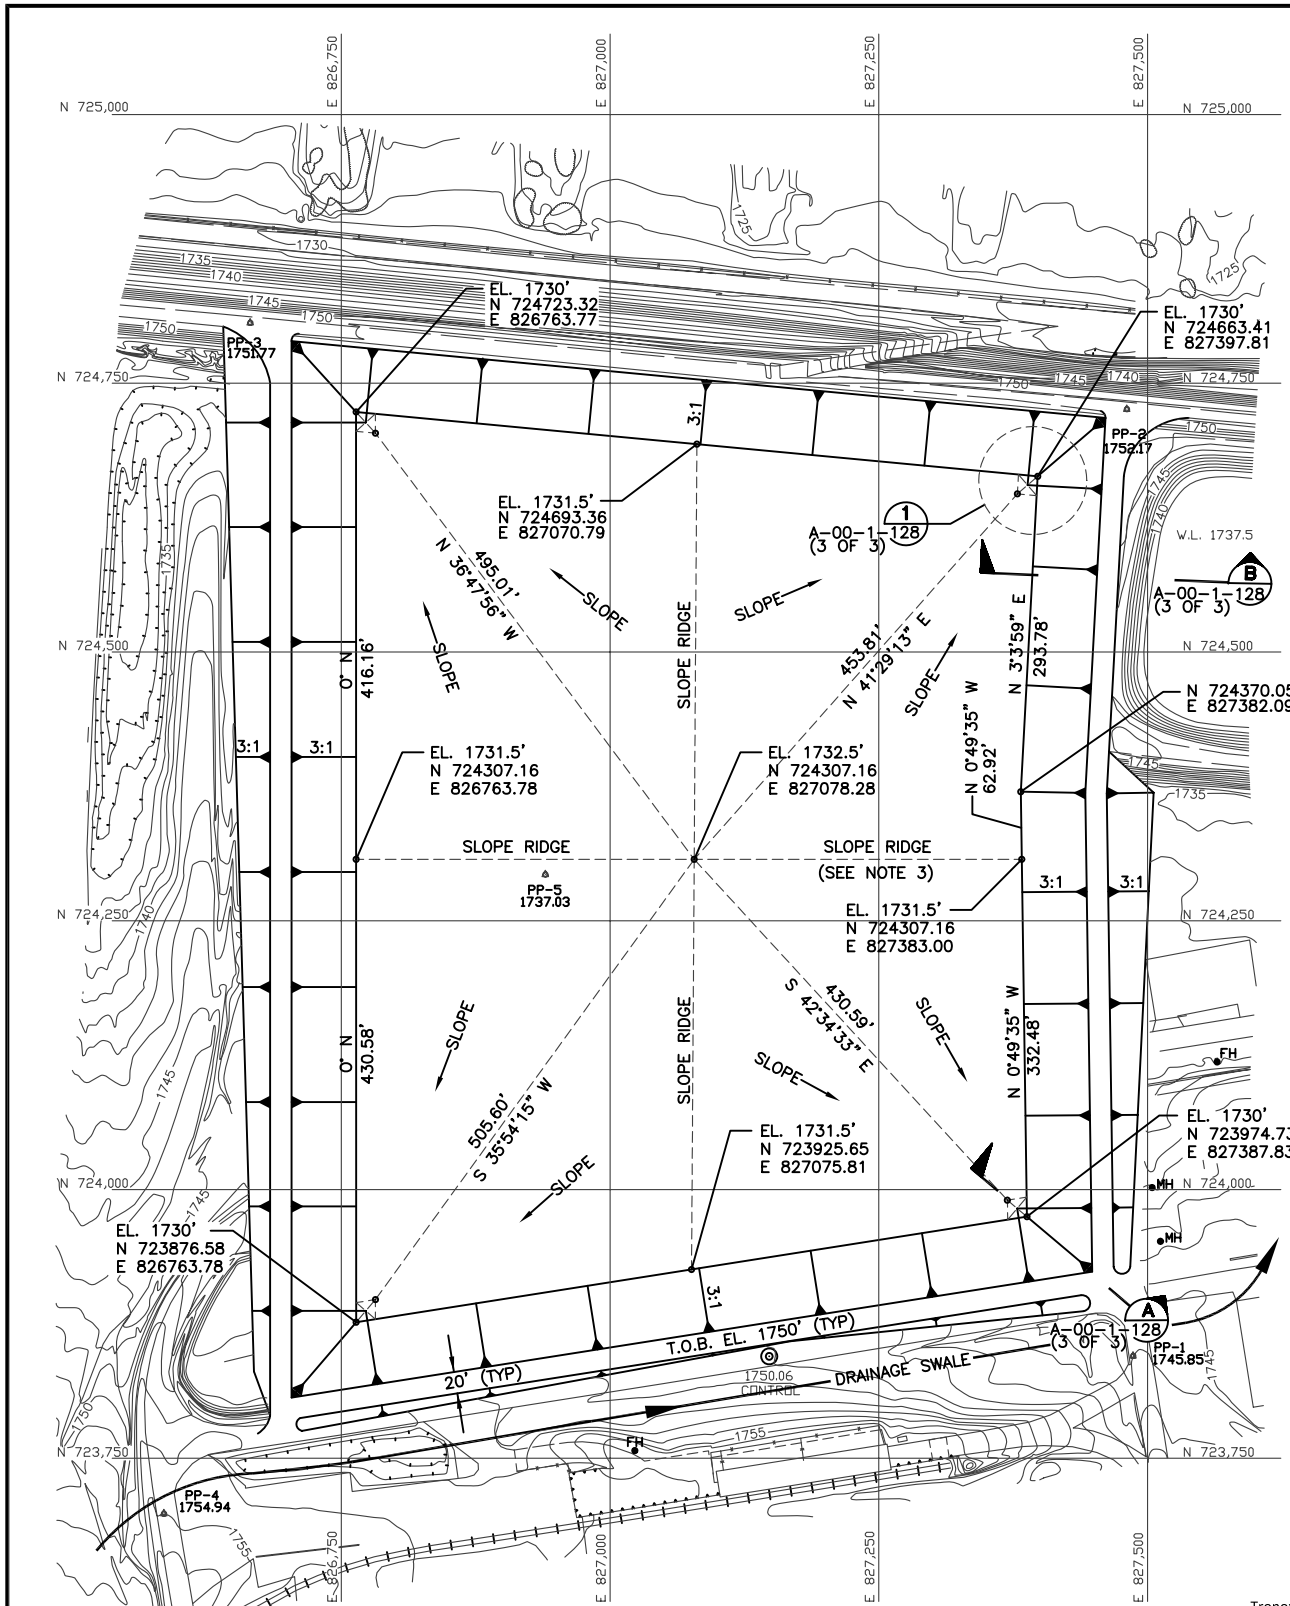 E 826,750
E 827,000
E 827,250
E 827,500
N 725,000
N 725,000
1725
1730
1735
1740
1745
1750
1750
1725
EL. 1730'
N 724723.32
E 826763.77
EL. 1730'
N 724663.41
E 827397.81
PP-3
1751.77
N 724,750
1750
1745
1740
N 724,750
3:1
PP-2
1752.17
1750
1745
1740
1735
EL. 1731.5'
N 724693.36
E 827070.79
1
A-00-1-128
(3 OF 3)
W.L. 1737.5
B
A-00-1-128
(3 OF 3)
495.01'
N 36°47'56" W
SLOPE
SLOPE
SLOPE RIDGE
453.81'
N 41°29'13" E
N 3°3'59" E
293.78'
N 724,500
N 724,500
0° N
416.16'
SLOPE
SLOPE
N 0°49'35" W
62.92'
N 724370.05
E 827382.09
3:1
3:1
EL. 1731.5'
N 724307.16
E 826763.78
EL. 1732.5'
N 724307.16
E 827078.28
1745
1735
SLOPE RIDGE
SLOPE RIDGE
(SEE NOTE 3)
PP-5
1737.03
3:1
3:1
EL. 1731.5'
N 724307.16
E 827383.00
N 724,250
N 724,250
1740
1745
0° N
430.58'
SLOPE
SLOPE RIDGE
430.59'
S 42°34'33" E
SLOPE
SLOPE
N 0°49'35" W
332.48'
FH
505.60'
S 35°54'15" W
SLOPE
EL. 1731.5'
N 723925.65
E 827075.81
EL. 1730'
N 723974.73
E 827387.83
N 724,000
MH
N 724,000
1745
EL. 1730'
N 723876.58
E 826763.78
MH
3:1
T.O.B. EL. 1750' (TYP)
20' (TYP)
A
A-00-1-128
(3 OF 3)
PP-1
1745.85
1745
1750.06
CONTROL
DRAINAGE SWALE
1750
FH
1755
N 723,750
N 723,750
PP-4
1754.94
1755
E 826,750
E 827,000
E 827,250
E 827,500